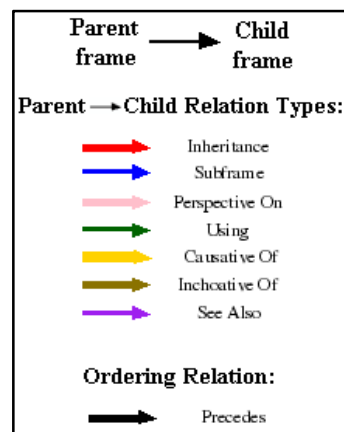 Parent Child
frame frame
Parent Child Relation Types:
Inheritance
Subframe
Perspective On
Using
Causative Of
Inchoative Of
See Also
Ordering Relation:
Precedes